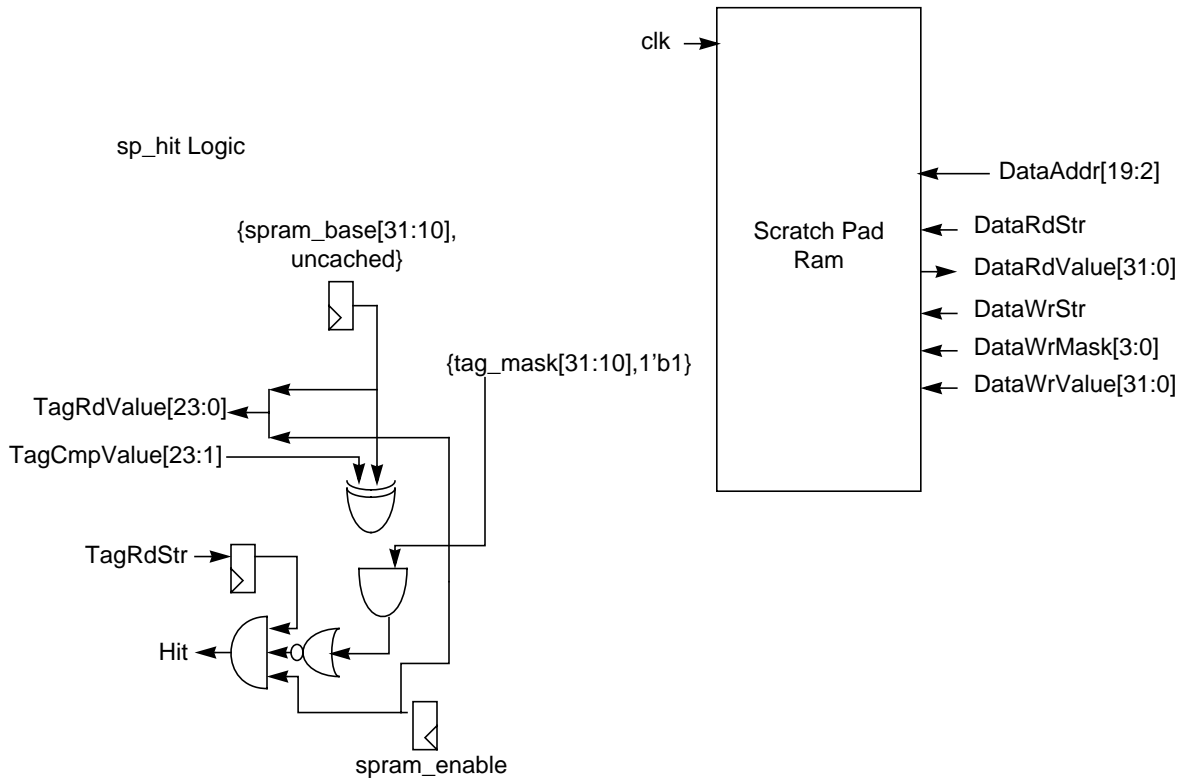 clk
sp_hit Logic
DataAddr[19:2]
{spram_base[31:10],
uncached}
Scratch Pad
Ram
DataRdStr
DataRdValue[31:0]
DataWrStr
DataWrMask[3:0]
DataWrValue[31:0]
{tag_mask[31:10],1'b1}
TagRdValue[23:0]
TagCmpValue[23:1]
TagRdStr
Hit
spram_enable